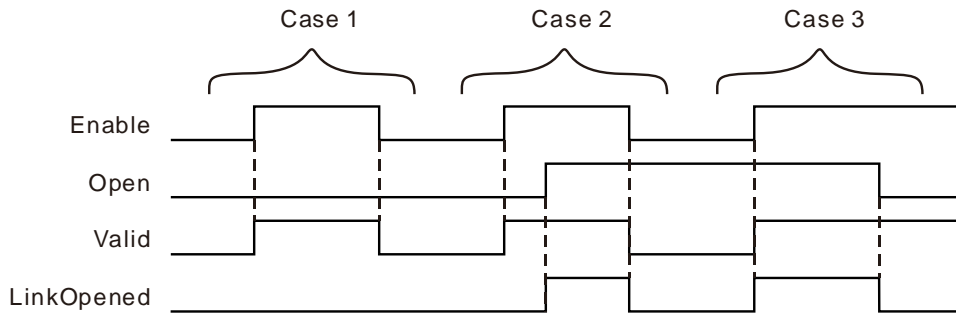 Case 1 Case 2 Case 3
Enable
Open
Valid
LinkOpened